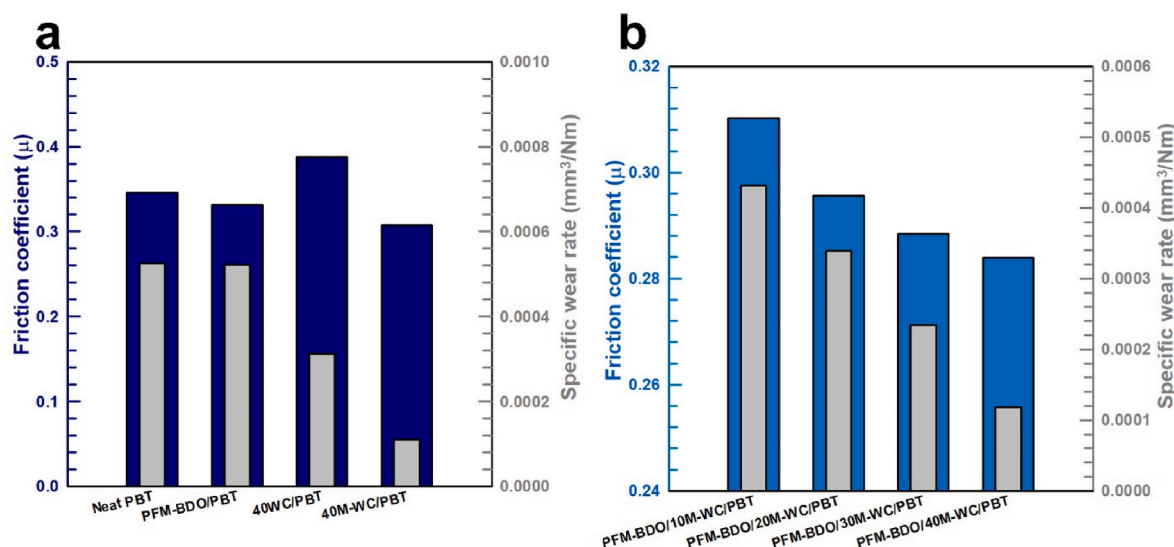 a
0.5
0.4
0.3
0.2
0.1
0.0
Friction coefficient (μ)
0.0010
0.0008
0.0006
0.0004
0.0002
0.0000
Specific wear rate (mm³/Nm)
Neat PBT
PFM-BDO/PBT
40WC/PBT
40M-WC/PBT
b
0.32
0.30
0.28
0.26
0.24
Friction coefficient (μ)
0.0006
0.0005
0.0004
0.0003
0.0002
0.0001
0.0000
Specific wear rate (mm³/Nm)
PFM-BDO/10M-WC/PBT
PFM-BDO/20M-WC/PBT
PFM-BDO/30M-WC/PBT
PFM-BDO/40M-WC/PBT